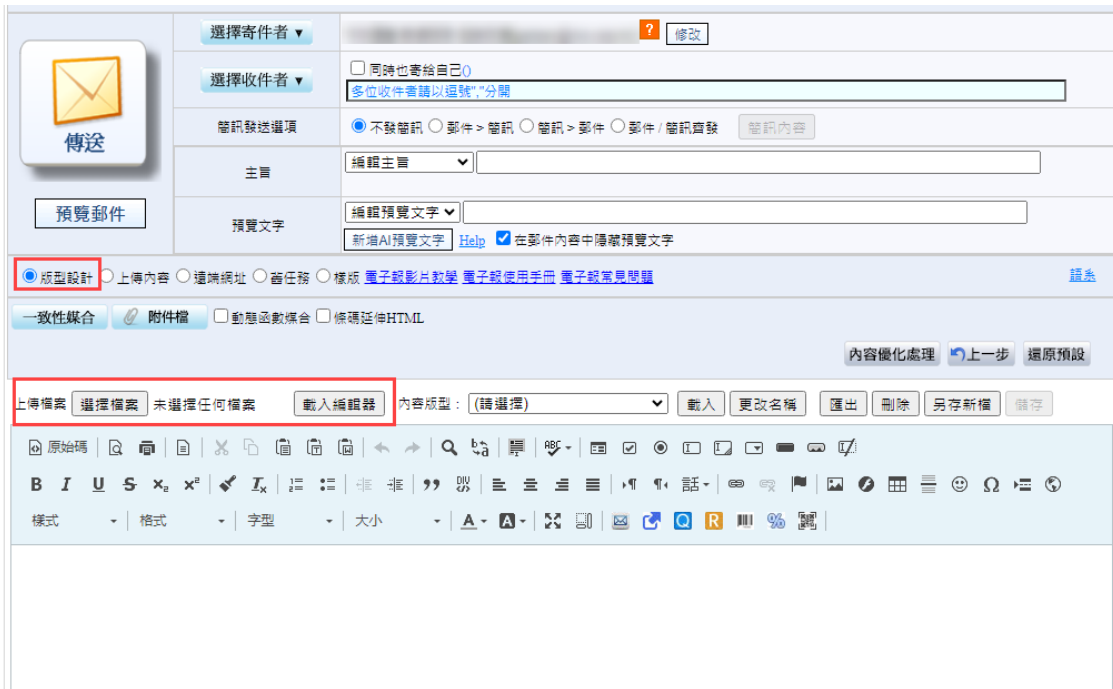 選擇寄件者 ▼ ? 修改
傳送
選擇收件者 ▼ 同時也寄給自己()
多位收件者請以逗號","分開
簡訊發送選項 不發簡訊 郵件 > 簡訊 簡訊 > 郵件 郵件 / 簡訊齊發 簡訊內容
主旨 編輯主旨
預覽郵件
預覽文字 編輯預覽文字
新增AI預覽文字 Help 在郵件內容中隱藏預覽文字
版型設計 上傳內容 遠端網址 舊任務 樣版 電子報影片教學 電子報使用手冊 電子報常見問題
一致性媒合 附件檔 動態函數媒合 條碼延伸HTML
內容優化處理 上一步 還原預設
上傳檔案 選擇檔案 未選擇任何檔案 載入編輯器 內容版型： (請選擇) 載入 更改名稱 匯出 刪除 另存新檔 儲存
原始碼
樣式 格式 字型 大小